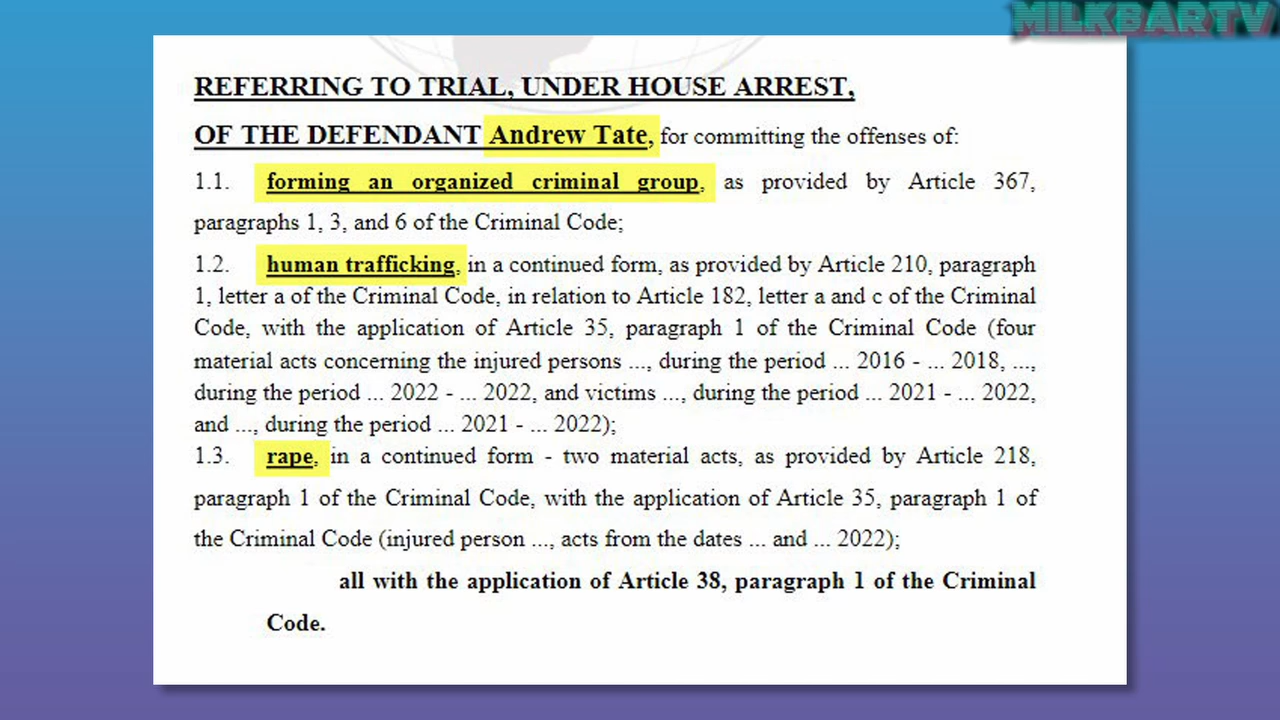 MILKBARTV
REFERRING TO TRIAL, UNDER HOUSE ARREST,
OF THE DEFENDANT Andrew Tate, for committing the offenses of:
1.1. forming an organized criminal group, as provided by Article 367,
paragraphs 1, 3, and 6 of the Criminal Code;
1.2. human trafficking, in a continued form, as provided by Article 210, paragraph
1, letter a of the Criminal Code, in relation to Article 182, letter a and c of the Criminal
Code, with the application of Article 35, paragraph 1 of the Criminal Code (four
material acts concerning the injured persons ..., during the period ... 2016 - ... 2018, ...,
during the period ... 2022 - ... 2022, and victims ..., during the period ... 2021 - ... 2022,
and ..., during the period ... 2021 - ... 2022);
1.3. rape, in a continued form - two material acts, as provided by Article 218,
paragraph 1 of the Criminal Code, with the application of Article 35, paragraph 1 of
the Criminal Code (injured person ..., acts from the dates ... and ... 2022);
all with the application of Article 38, paragraph 1 of the Criminal
Code.